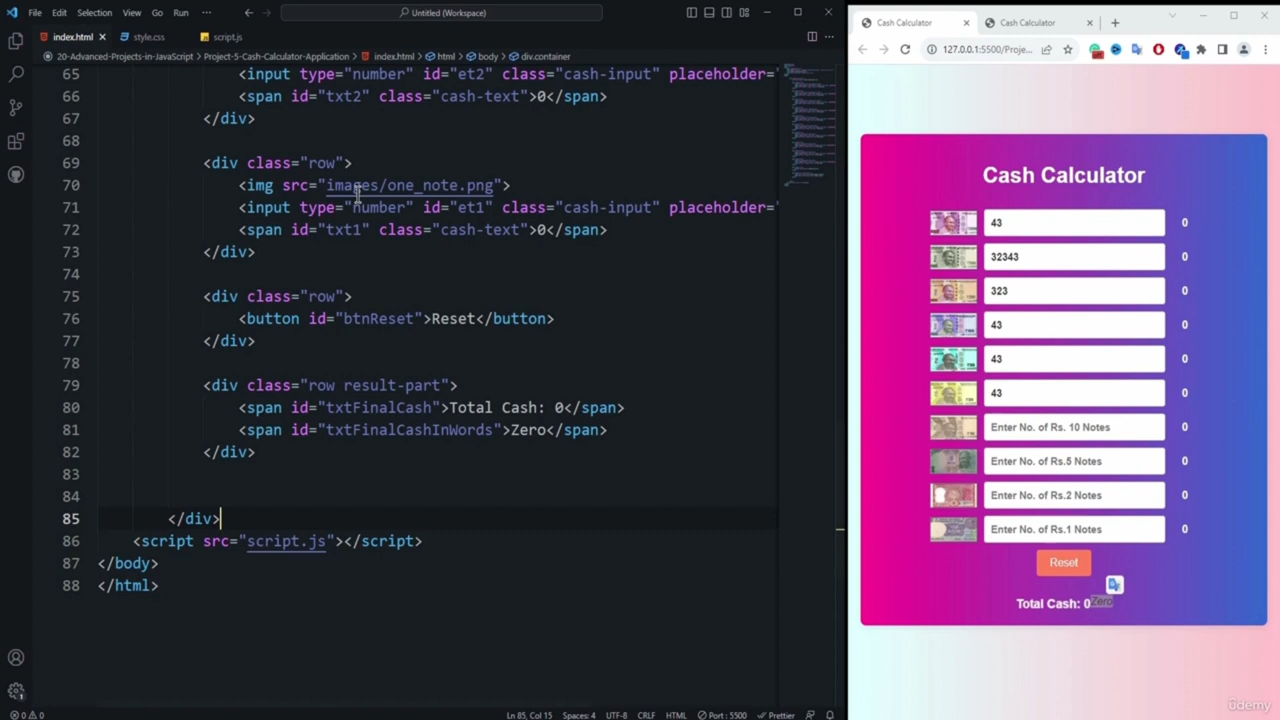 File Edit Selection View Go Run ··· Untitled (Workspace)
index.html style.css script.js
20-Advanced-Projects-in-JavaScript > Project-5-Cash-Calculator-Application > index.html > html > body > div.container
65 <input type="number" id="et2" class="cash-input" placeholder="
66 <span id="txt2" class="cash-text">0</span>
67 </div>
68
69 <div class="row">
70 <img src="images/one_note.png">
71 <input type="number" id="et1" class="cash-input" placeholder="
72 <span id="txt1" class="cash-text">0</span>
73 </div>
74
75 <div class="row">
76 <button id="btnReset">Reset</button>
77 </div>
78
79 <div class="row result-part">
80 <span id="txtFinalCash">Total Cash: 0</span>
81 <span id="txtFinalCashInWords">Zero</span>
82 </div>
83
84
85 </div>
86 <script src="script.js"></script>
87 </body>
88 </html>
0 0 Ln 85, Col 15 Spaces: 4 UTF-8 CRLF HTML Port : 5500 Prettier
Cash Calculator Cash Calculator
127.0.0.1:5500/Proje...
Cash Calculator
43 0
32343 0
323 0
43 0
43 0
43 0
Enter No. of Rs. 10 Notes 0
Enter No. of Rs.5 Notes 0
Enter No. of Rs.2 Notes 0
Enter No. of Rs.1 Notes 0
Reset
Total Cash: 0Zero
ûdemy